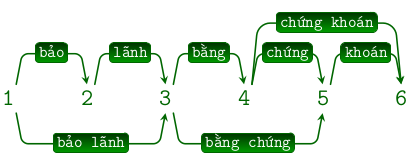 chứng khoán
bảo lãnh bằng chứng khoán
1 2 3 4 5 6
bảo lãnh bằng chứng